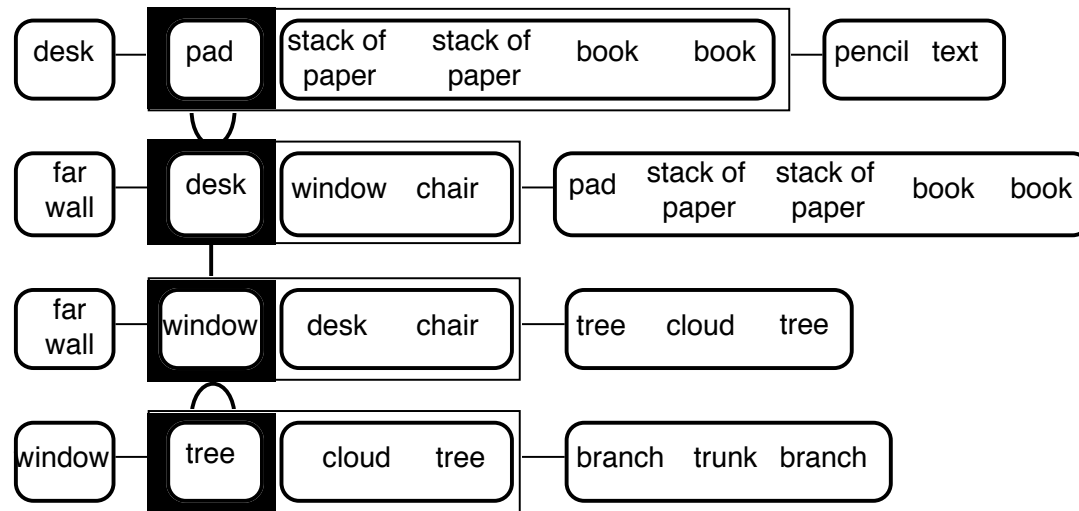 desk pad stack of paper stack of paper book book pencil text
far wall desk window chair pad stack of paper stack of paper book book
far wall window desk chair tree cloud tree
window tree cloud tree branch trunk branch